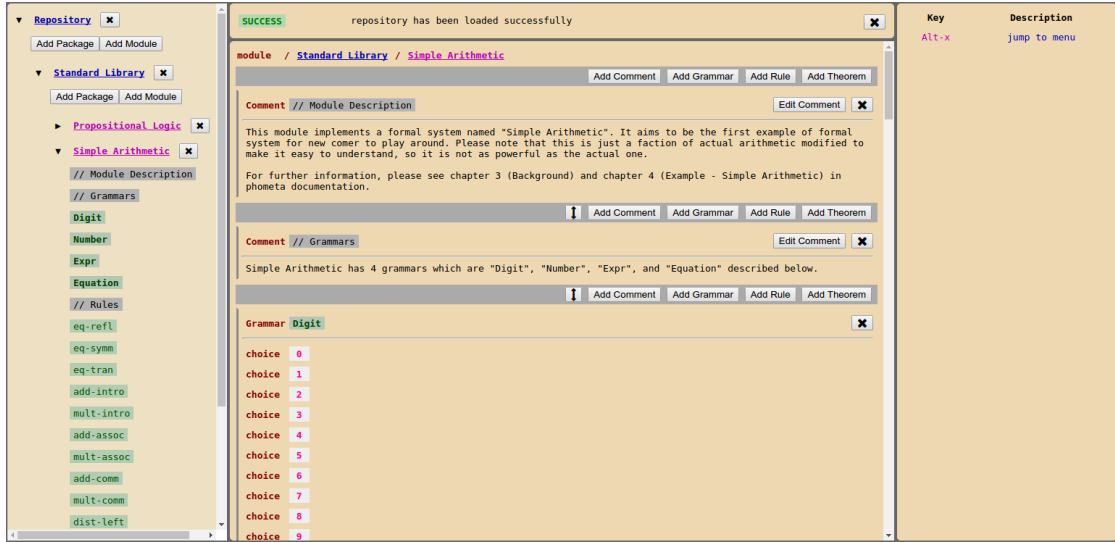 ▼ Repository ✖
Add Package Add Module
▼ Standard Library ✖
Add Package Add Module
► Propositional Logic ✖
▼ Simple Arithmetic ✖
// Module Description
// Grammars
Digit
Number
Expr
Equation
// Rules
eq-refl
eq-symm
eq-tran
add-intro
mult-intro
add-assoc
mult-assoc
add-comm
mult-comm
dist-left
SUCCESS repository has been loaded successfully ✖
module / Standard Library / Simple Arithmetic
Add Comment Add Grammar Add Rule Add Theorem
Comment // Module Description Edit Comment ✖
This module implements a formal system named "Simple Arithmetic". It aims to be the first example of formal
system for new comer to play around. Please note that this is just a faction of actual arithmetic modified to
make it easy to understand, so it is not as powerful as the actual one.
For further information, please see chapter 3 (Background) and chapter 4 (Example - Simple Arithmetic) in
phometa documentation.
Add Comment Add Grammar Add Rule Add Theorem
Comment // Grammars Edit Comment ✖
Simple Arithmetic has 4 grammars which are "Digit", "Number", "Expr", and "Equation" described below.
Add Comment Add Grammar Add Rule Add Theorem
Grammar Digit ✖
choice 0
choice 1
choice 2
choice 3
choice 4
choice 5
choice 6
choice 7
choice 8
choice 9
Key Description
Alt-x jump to menu